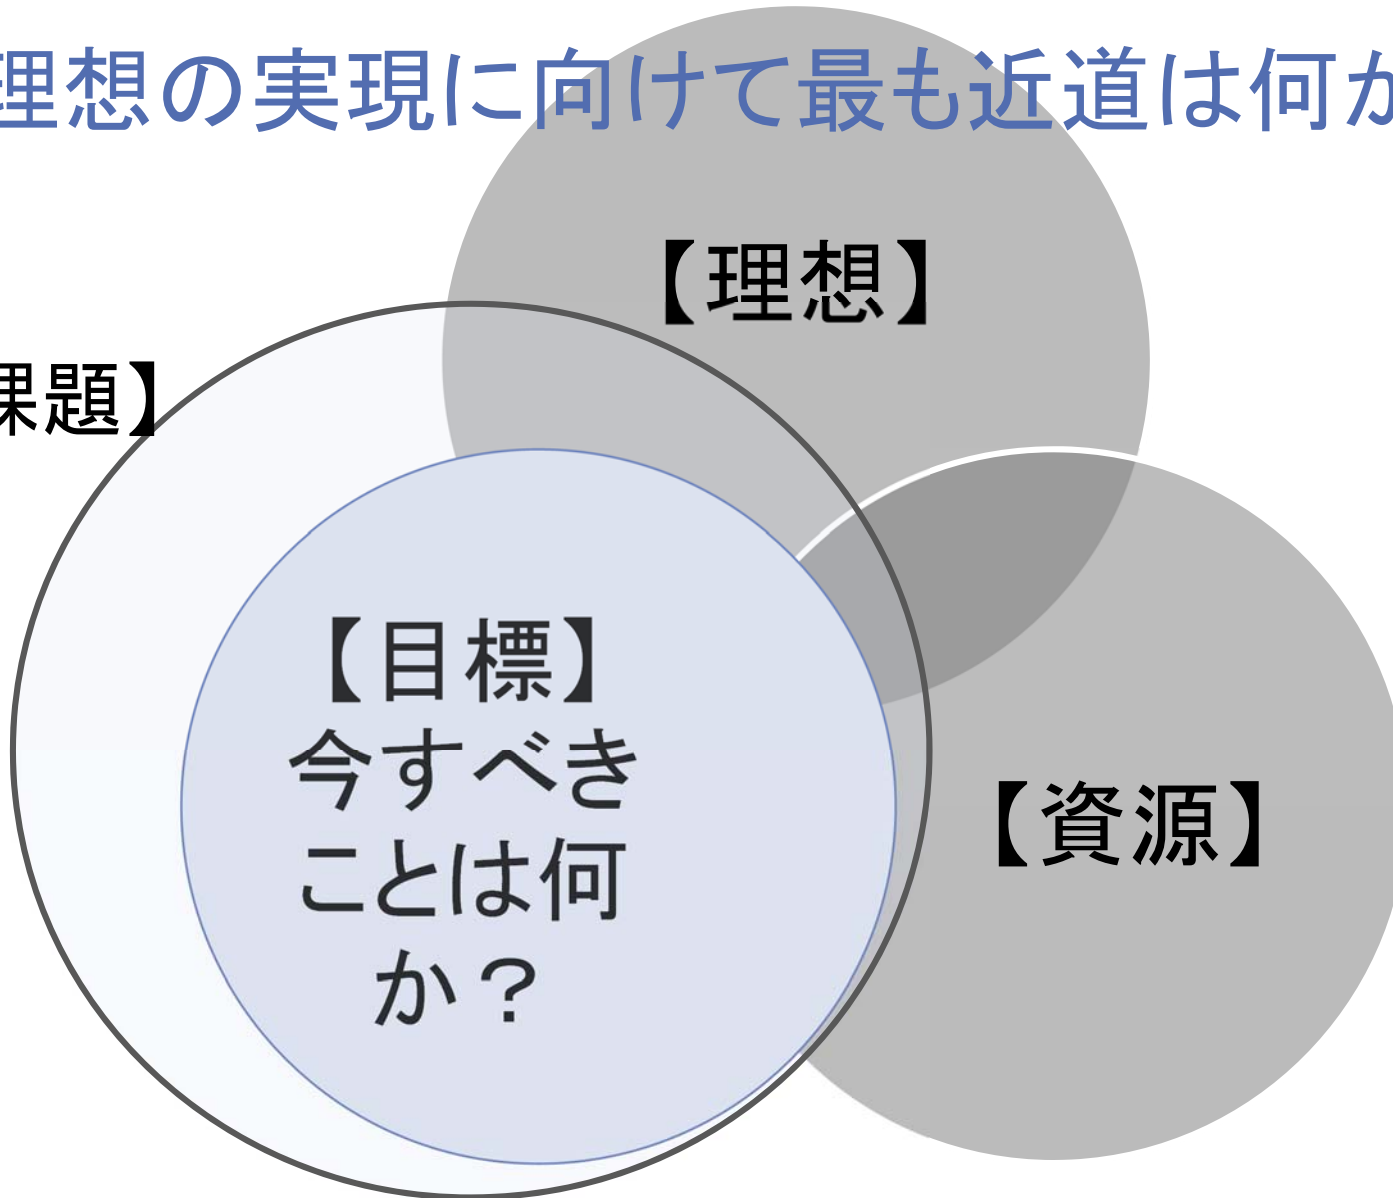 理想の実現に向けて最も近道は何か
【理想】
課題】
【目標】
今すべき
ことは何
か？
【資源】